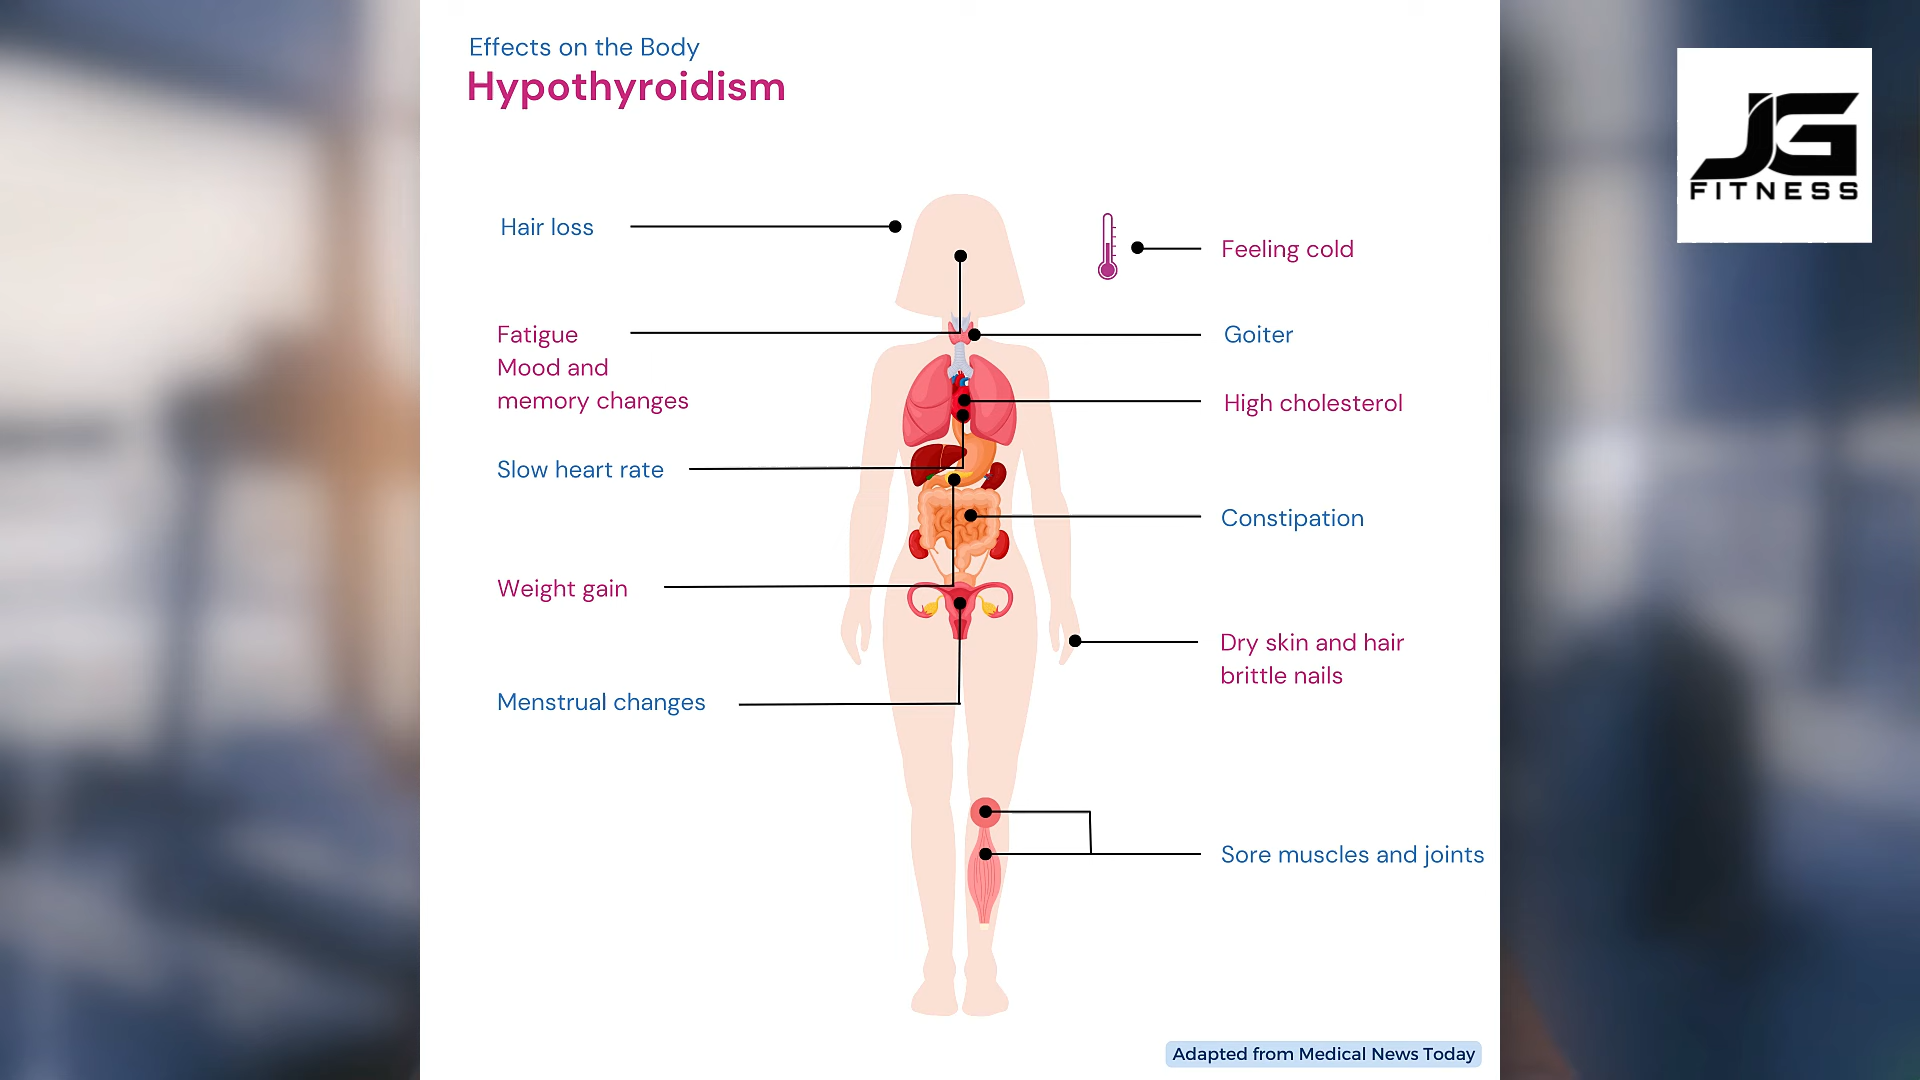 Effects on the Body
Hypothyroidism
JG
FITNESS
Hair loss
Feeling cold
Fatigue
Mood and
memory changes
Goiter
High cholesterol
Slow heart rate
Constipation
Weight gain
Dry skin and hair
brittle nails
Menstrual changes
Sore muscles and joints
Adapted from Medical News Today